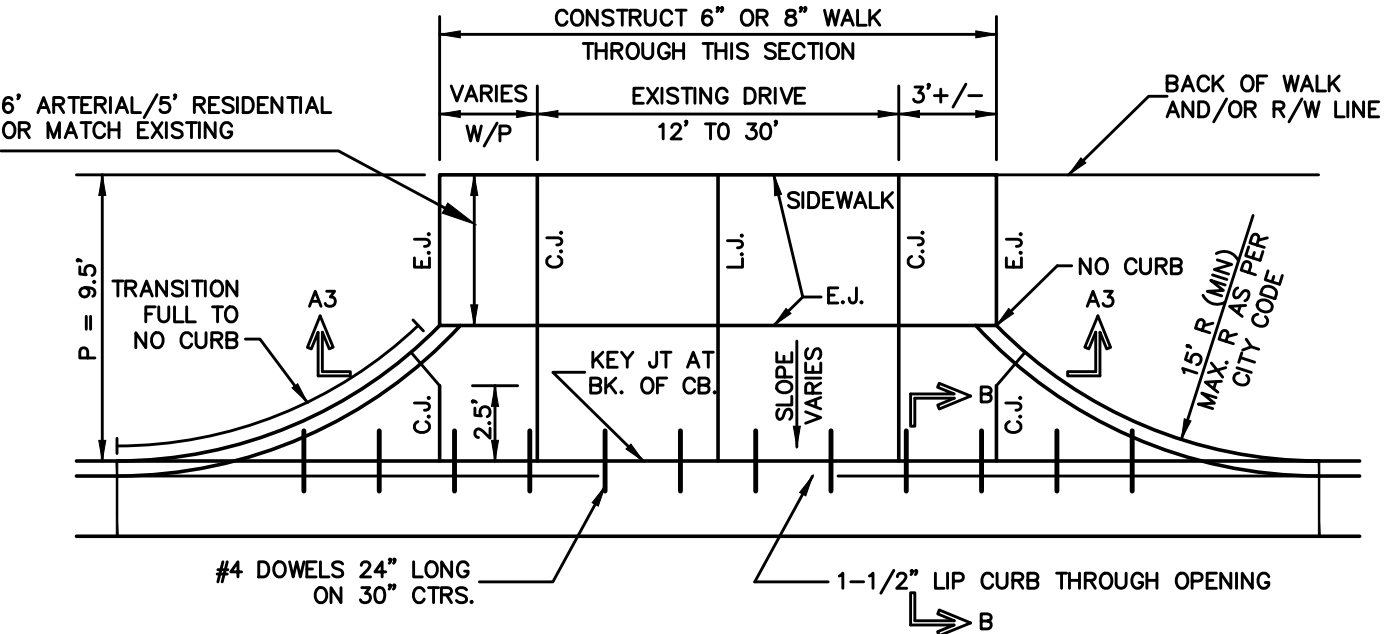 CONSTRUCT 6" OR 8" WALK
THROUGH THIS SECTION
6' ARTERIAL/5' RESIDENTIAL
OR MATCH EXISTING
VARIES
W/P
EXISTING DRIVE
12' TO 30'
3'+/-
BACK OF WALK
AND/OR R/W LINE
P = 9.5'
TRANSITION
FULL TO
NO CURB
A3
E.J.
C.J.
L.J.
SIDEWALK
C.J.
E.J.
E.J.
NO CURB
A3
15' R (MIN)
MAX. R AS PER
CITY CODE
KEY JT AT
BK. OF CB.
SLOPE
VARIES
B
C.J.
2.5'
C.J.
#4 DOWELS 24" LONG
ON 30" CTRS.
1-1/2" LIP CURB THROUGH OPENING
B